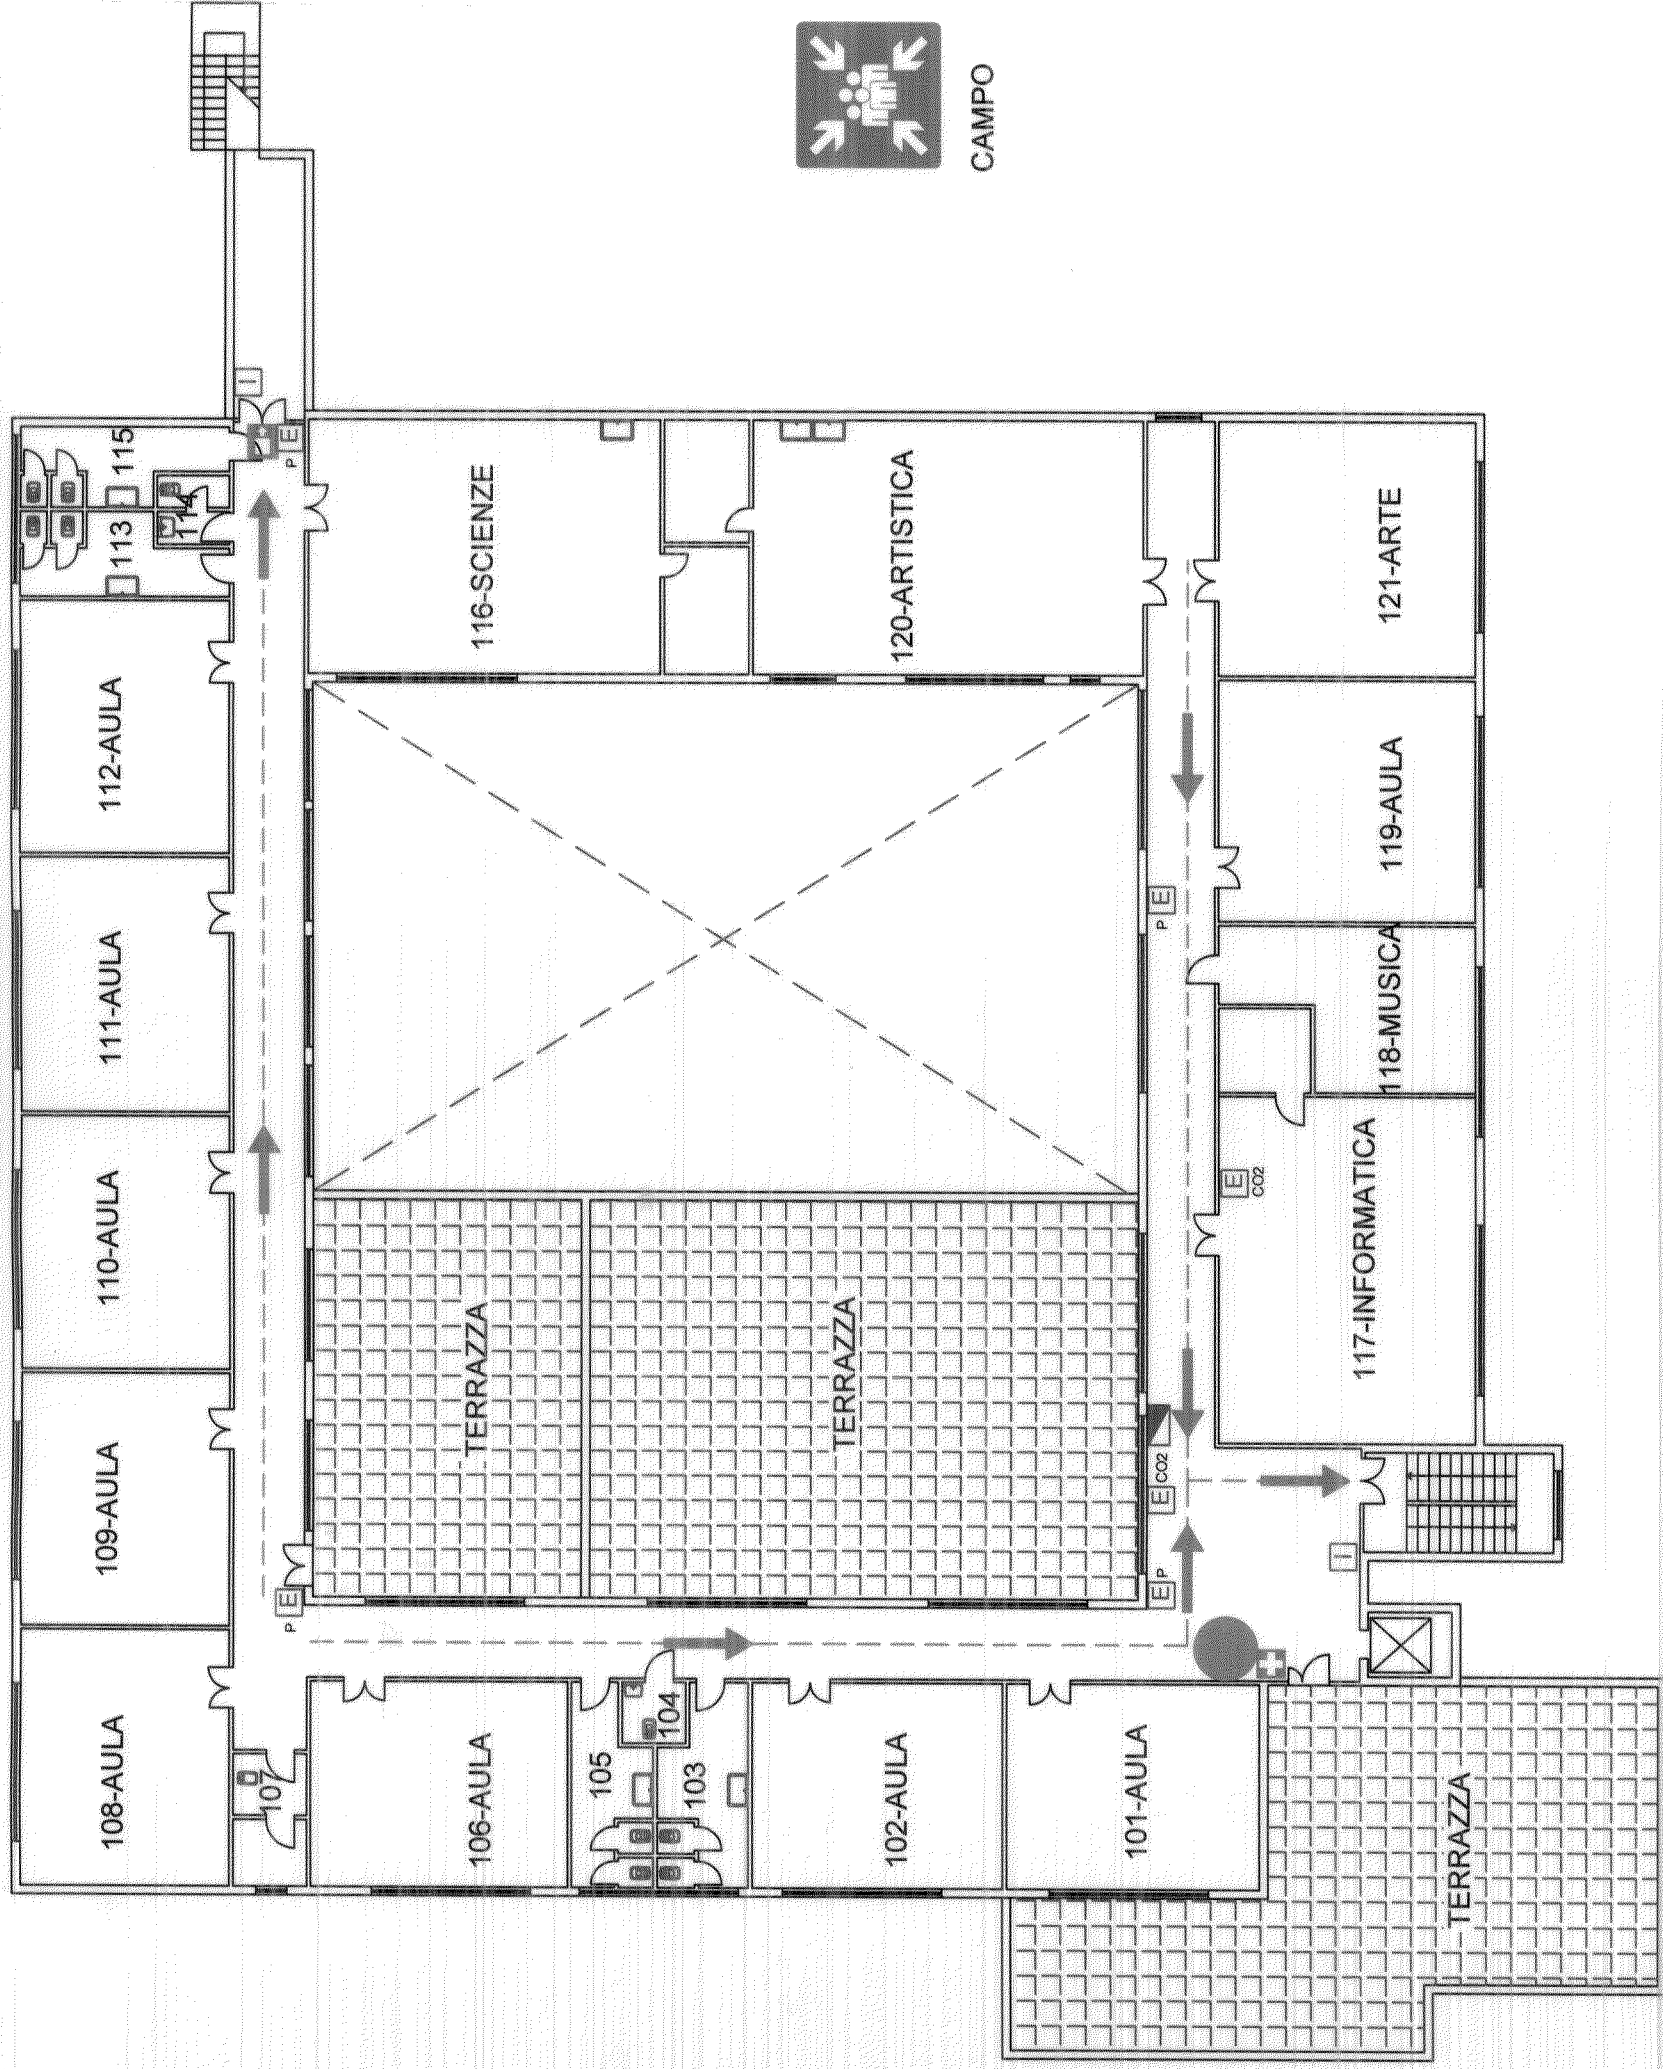 CAMPO
115
114
113
116-SCIENZE
120-ARTISTICA
121-ARTE
112-AULA
119-AULA
111-AULA
118-MUSICA
110-AULA
117-INFORMATICA
109-AULA
TERRAZZA
TERRAZZA
108-AULA
107
106-AULA
105
104
103
102-AULA
101-AULA
TERRAZZA
I
E
P
E
P
E
CO2
E
CO2
E
P
E
P
I